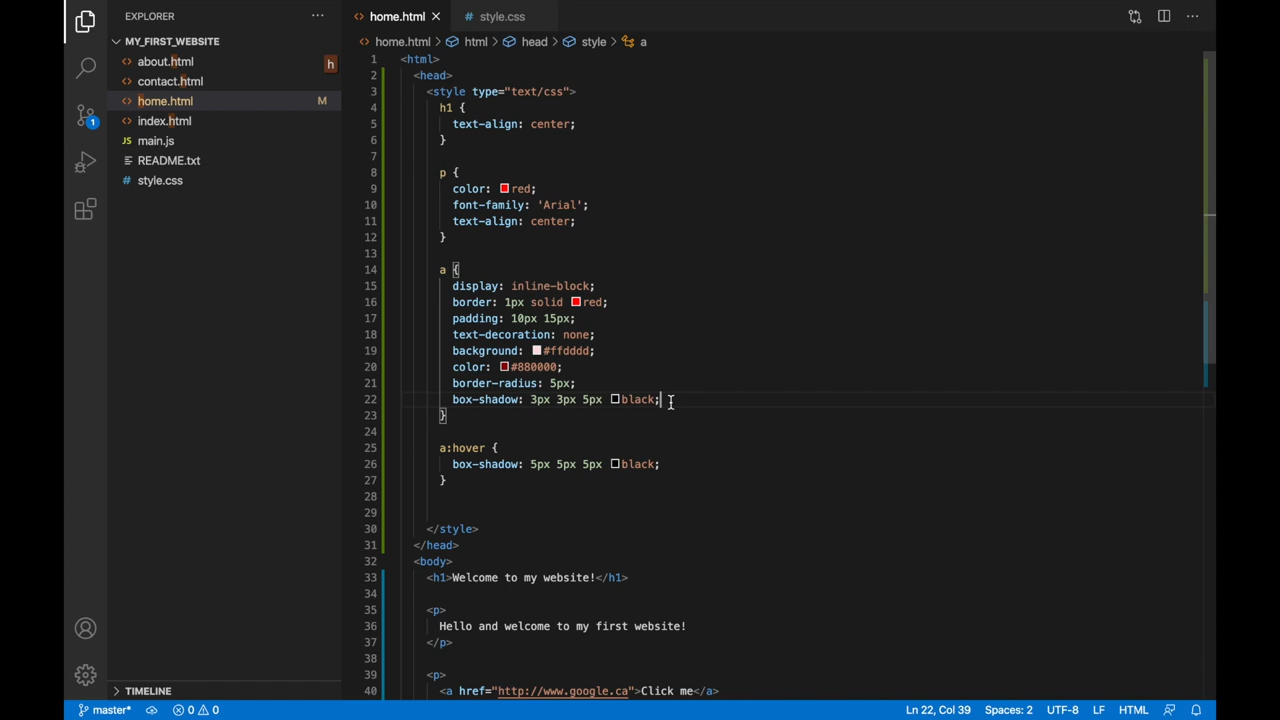 EXPLORER
MY_FIRST_WEBSITE
about.html
h
contact.html
home.html
M
index.html
JS main.js
README.txt
# style.css
TIMELINE
1
home.html
# style.css
home.html > html > head > style > a
1 <html>
2 <head>
3 <style type="text/css">
4 h1 {
5 text-align: center;
6 }
7
8 p {
9 color: red;
10 font-family: 'Arial';
11 text-align: center;
12 }
13
14 a {
15 display: inline-block;
16 border: 1px solid red;
17 padding: 10px 15px;
18 text-decoration: none;
19 background: #ffdddd;
20 color: #880000;
21 border-radius: 5px;
22 box-shadow: 3px 3px 5px black;
23 }
24
25 a:hover {
26 box-shadow: 5px 5px 5px black;
27 }
28
29
30 </style>
31 </head>
32 <body>
33 <h1>Welcome to my website!</h1>
34
35 <p>
36 Hello and welcome to my first website!
37 </p>
38
39 <p>
40 <a href="http://www.google.ca">Click me</a>
master* 0 0 Ln 22, Col 39 Spaces: 2 UTF-8 LF HTML